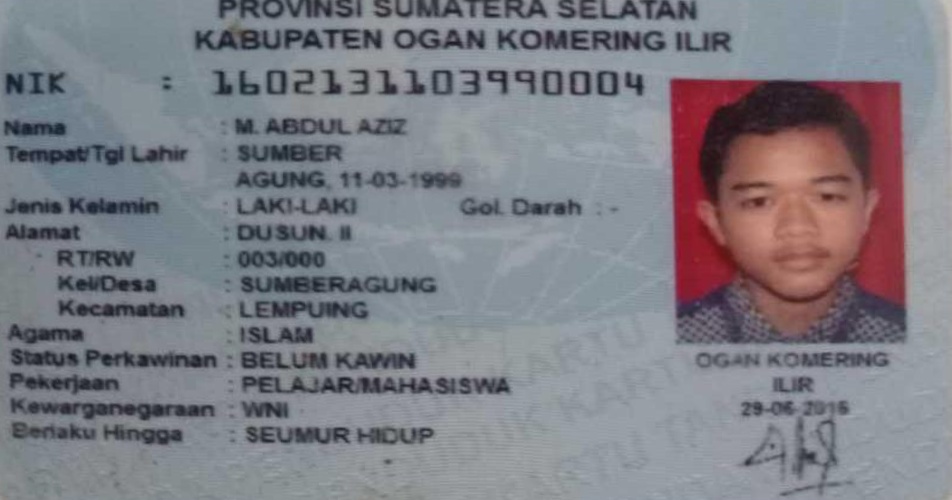 PROVINSI SUMATERA SELATAN
KABUPATEN OGAN KOMERING ILIR
NIK : 1602131103990004
Nama : M. ABDUL AZIZ
Tempat/Tgl Lahir : SUMBER
AGUNG, 11-03-1999
Jenis Kelamin : LAKI-LAKI Gol. Darah : -
Alamat : DUSUN. II
RT/RW : 003/000
Kel/Desa : SUMBERAGUNG
Kecamatan : LEMPUING
Agama : ISLAM
Status Perkawinan : BELUM KAWIN
Pekerjaan : PELAJAR/MAHASISWA
Kewarganegaraan : WNI
Berlaku Hingga : SEUMUR HIDUP
OGAN KOMERING
ILIR
29-06-2016